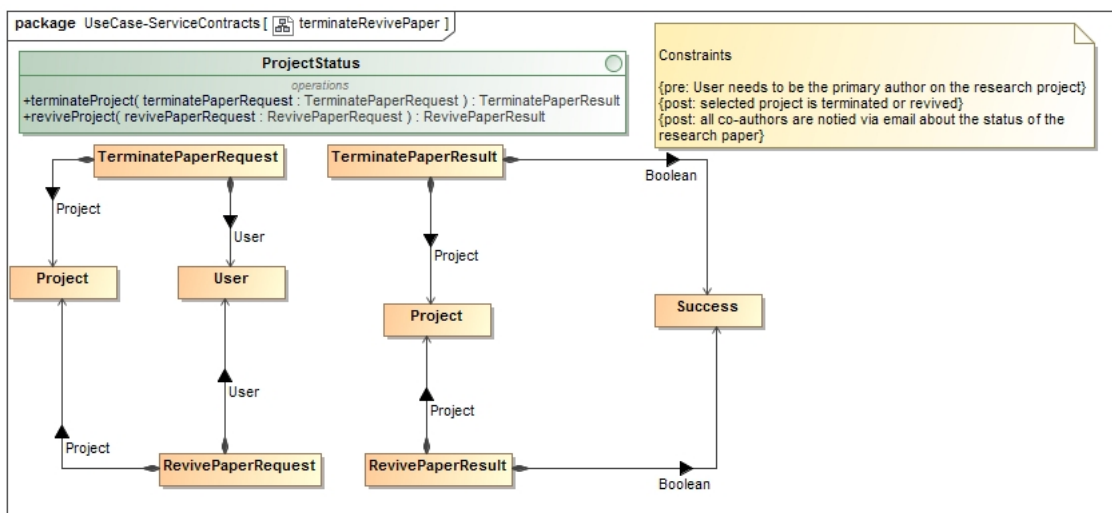 package UseCase-ServiceContracts [ terminateRevivePaper ]
ProjectStatus
operations
+terminateProject( terminatePaperRequest : TerminatePaperRequest ) : TerminatePaperResult
+reviveProject( revivePaperRequest : RevivePaperRequest ) : RevivePaperResult
Constraints
{pre: User needs to be the primary author on the research project}
{post: selected project is terminated or revived}
{post: all co-authors are notied via email about the status of the
research paper}
TerminatePaperRequest
TerminatePaperResult
Boolean
Project
User
Project
Project
User
Project
Success
User
Project
Project
RevivePaperRequest
RevivePaperResult
Boolean